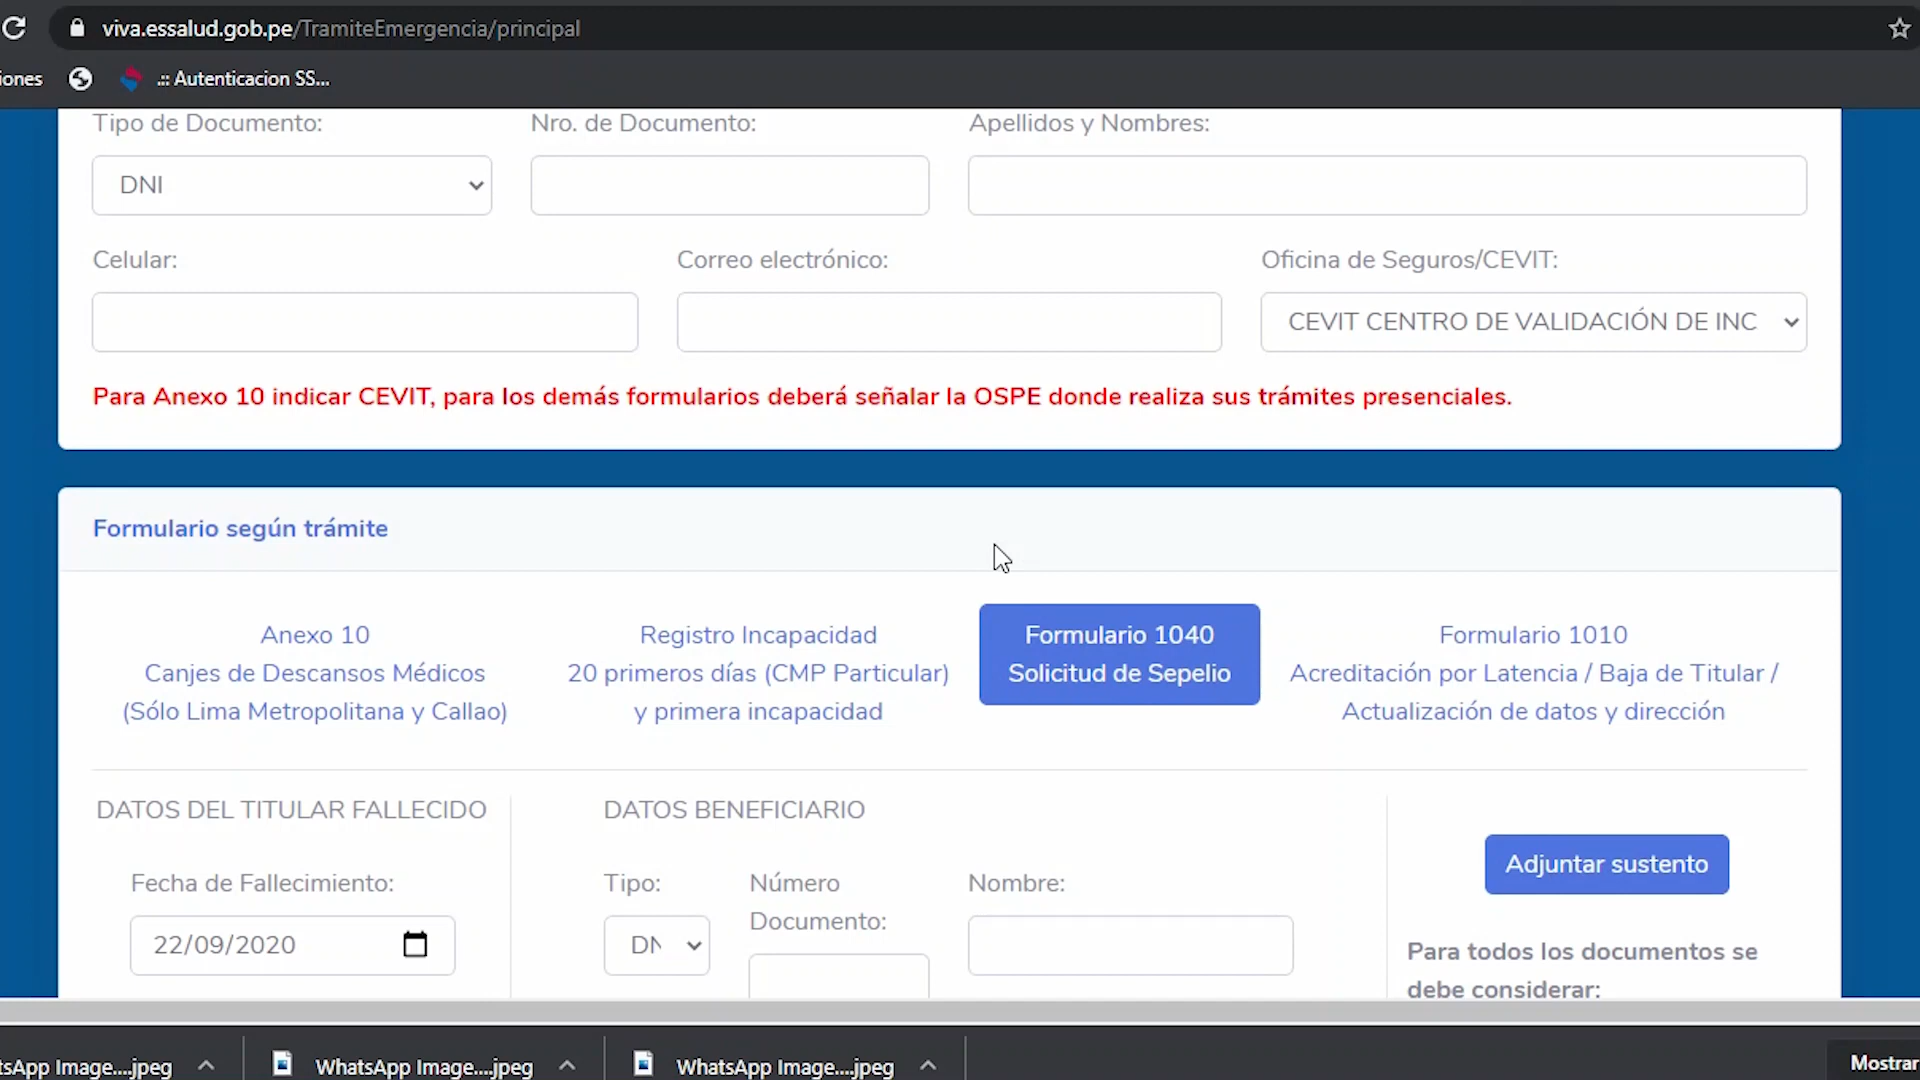 viva.essalud.gob.pe/TramiteEmergencia/principal
iones .:: Autenticacion SS...
Tipo de Documento: Nro. de Documento: Apellidos y Nombres:
DNI
Celular: Correo electrónico: Oficina de Seguros/CEVIT:
CEVIT CENTRO DE VALIDACIÓN DE INC
Para Anexo 10 indicar CEVIT, para los demás formularios deberá señalar la OSPE donde realiza sus trámites presenciales.
Formulario según trámite
Anexo 10
Canjes de Descansos Médicos
(Sólo Lima Metropolitana y Callao)
Registro Incapacidad
20 primeros días (CMP Particular)
y primera incapacidad
Formulario 1040
Solicitud de Sepelio
Formulario 1010
Acreditación por Latencia / Baja de Titular /
Actualización de datos y dirección
DATOS DEL TITULAR FALLECIDO
Fecha de Fallecimiento:
22/09/2020
DATOS BENEFICIARIO
Tipo:
DN
Número
Documento:
Nombre:
Adjuntar sustento
Para todos los documentos se
debe considerar:
tsApp Image....jpeg WhatsApp Image....jpeg WhatsApp Image....jpeg Mostrar